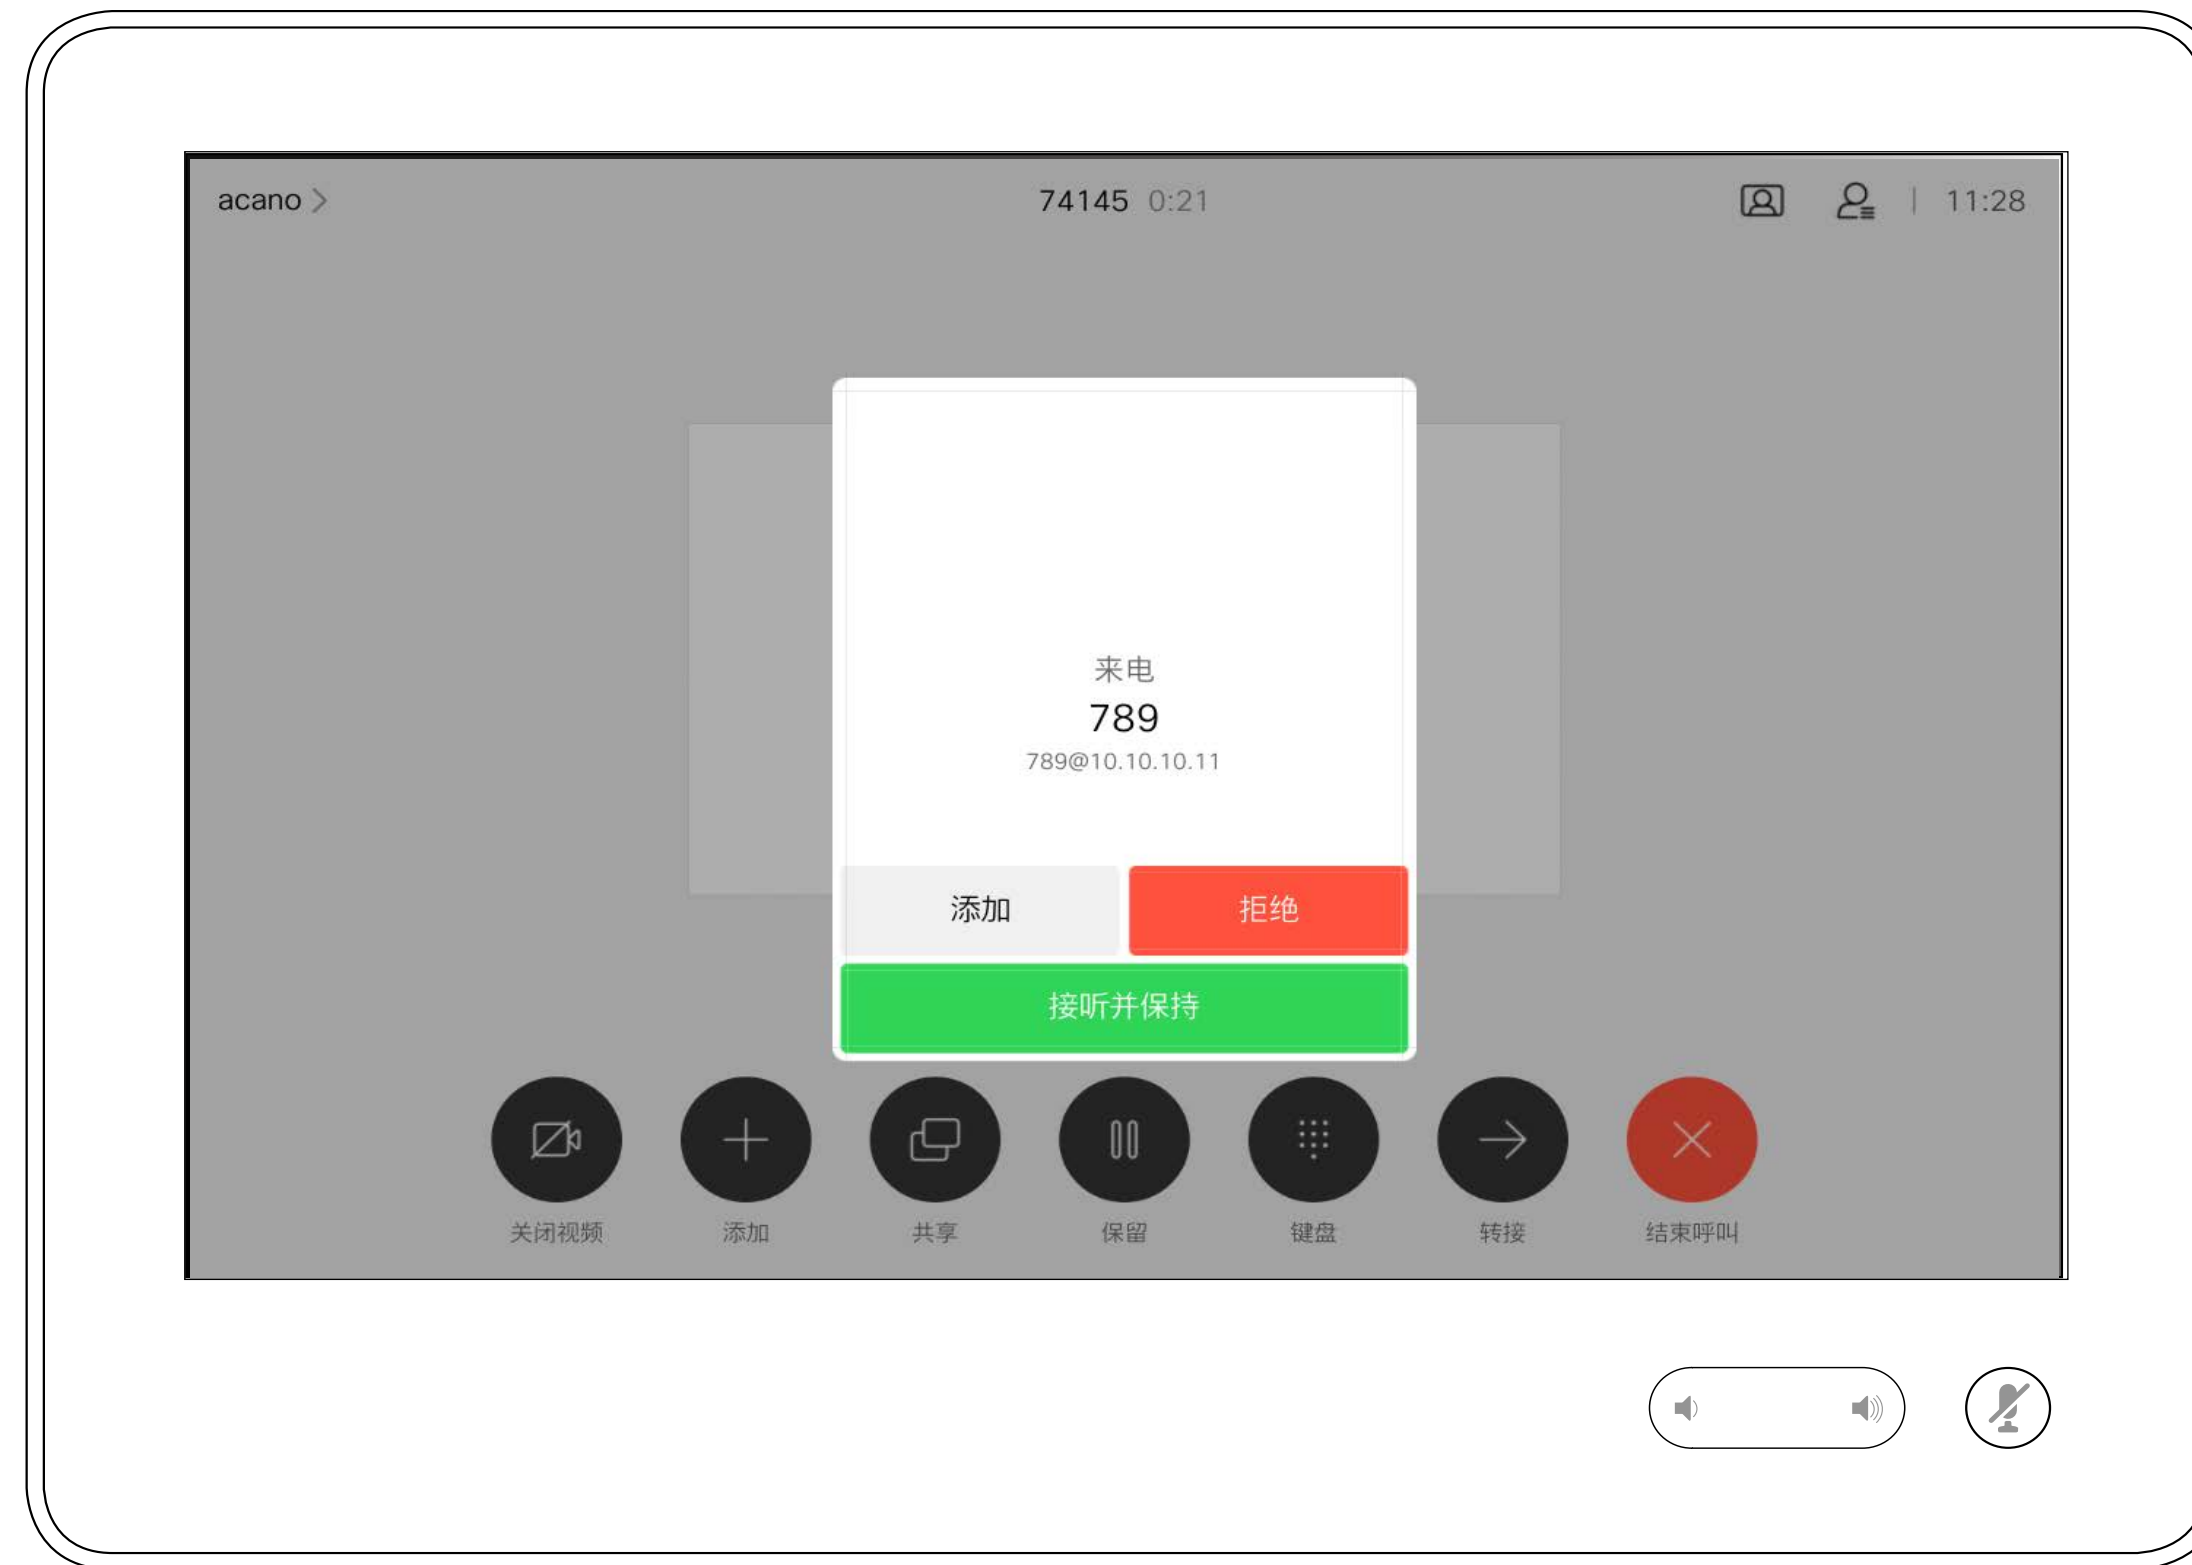 acano
74145 0:21
11:28
来电
789
789@10.10.10.11
添加
拒绝
接听并保持
关闭视频
添加
共享
保留
键盘
转接
结束呼叫